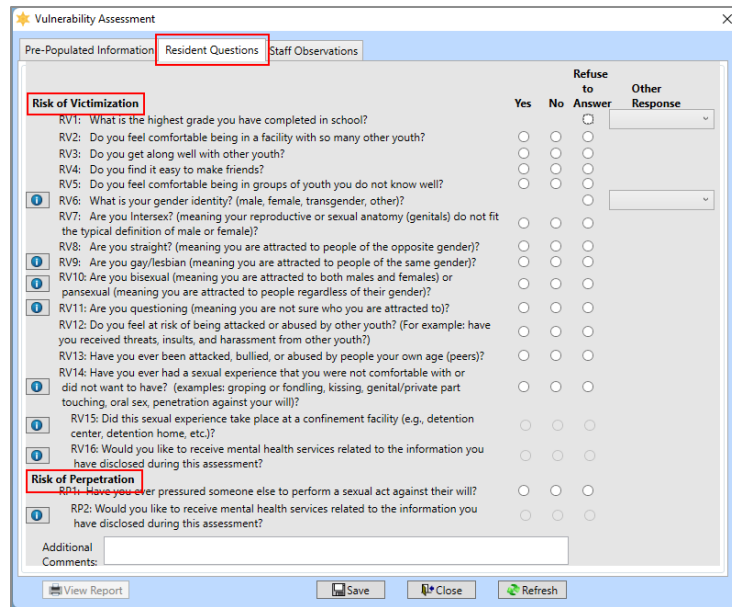 Vulnerability Assessment
Pre-Populated Information Resident Questions Staff Observations
Refuse
to Other
Risk of Victimization Yes No Answer Response
RV1: What is the highest grade you have completed in school?
RV2: Do you feel comfortable being in a facility with so many other youth?
RV3: Do you get along well with other youth?
RV4: Do you find it easy to make friends?
RV5: Do you feel comfortable being in groups of youth you do not know well?
RV6: What is your gender identity? (male, female, transgender, other)?
RV7: Are you Intersex? (meaning your reproductive or sexual anatomy (genitals) do not fit
the typical definition of male or female)?
RV8: Are you straight? (meaning you are attracted to people of the opposite gender)?
RV9: Are you gay/lesbian (meaning you are attracted to people of the same gender)?
RV10: Are you bisexual (meaning you are attracted to both males and females) or
pansexual (meaning you are attracted to people regardless of their gender)?
RV11: Are you questioning (meaning you are not sure who you are attracted to)?
RV12: Do you feel at risk of being attacked or abused by other youth? (For example: have
you received threats, insults, and harassment from other youth?)
RV13: Have you ever been attacked, bullied, or abused by people your own age (peers)?
RV14: Have you ever had a sexual experience that you were not comfortable with or
did not want to have? (examples: groping or fondling, kissing, genital/private part
touching, oral sex, penetration against your will)?
RV15: Did this sexual experience take place at a confinement facility (e.g., detention
center, detention home, etc.)?
RV16: Would you like to receive mental health services related to the information you
have disclosed during this assessment?
Risk of Perpetration
RP1: Have you ever pressured someone else to perform a sexual act against their will?
RP2: Would you like to receive mental health services related to the information you
have disclosed during this assessment?
Additional
Comments:
View Report Save Close Refresh